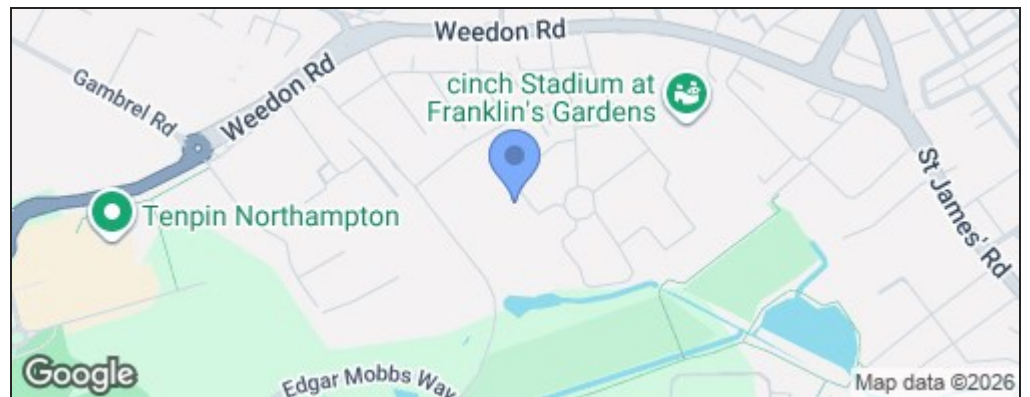 Weedon Rd
Gambrel Rd
Weedon Rd
cinch Stadium at
Franklin's Gardens
St James' Rd
Tenpin Northampton
Edgar Mobbs Way
Google
Map data ©2026